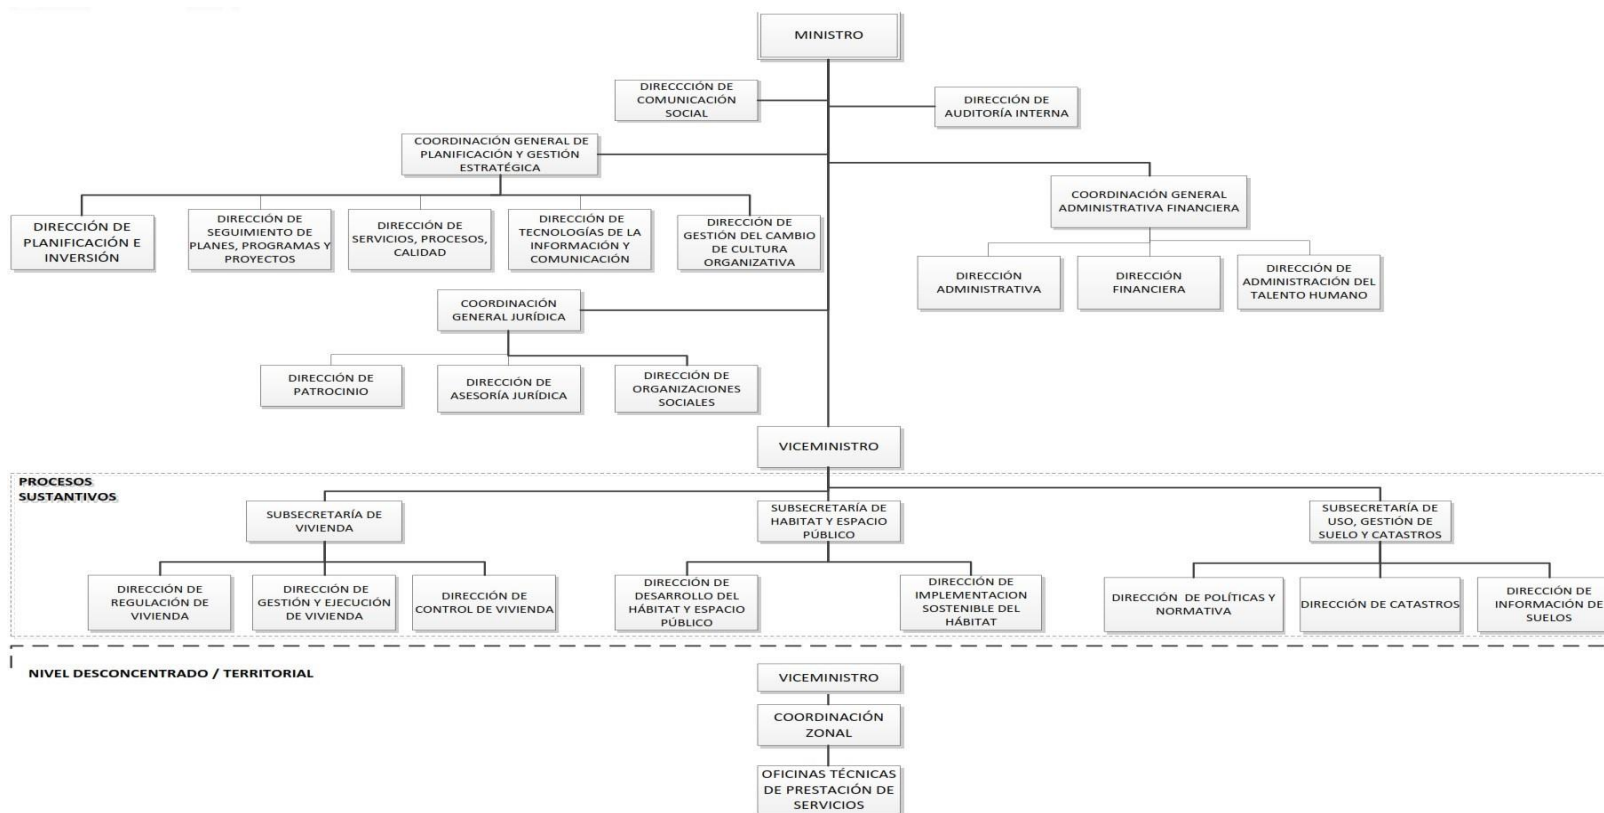 MINISTRO
DIRECCCIÓN DE
COMUNICACIÓN
SOCIAL
DIRECCIÓN DE
AUDITORÍA INTERNA
COORDINACIÓN GENERAL DE
PLANIFICACIÓN Y GESTIÓN
ESTRATÉGICA
COORDINACIÓN GENERAL
ADMINISTRATIVA FINANCIERA
DIRECCIÓN DE
PLANIFICACIÓN E
INVERSIÓN
DIRECCIÓN DE
SEGUIMIENTO DE
PLANES, PROGRAMAS Y
PROYECTOS
DIRECCIÓN DE
SERVICIOS, PROCESOS,
CALIDAD
DIRECCIÓN DE
TECNOLOGÍAS DE LA
INFORMACIÓN Y
COMUNICACIÓN
DIRECCIÓN DE
GESTIÓN DEL CAMBIO
DE CULTURA
ORGANIZATIVA
DIRECCIÓN
ADMINISTRATIVA
DIRECCIÓN
FINANCIERA
DIRECCIÓN DE
ADMINISTRACIÓN DEL
TALENTO HUMANO
COORDINACIÓN
GENERAL JURÍDICA
DIRECCIÓN DE
PATROCINIO
DIRECCIÓN DE
ASESORÍA JURÍDICA
DIRECCIÓN DE
ORGANIZACIONES
SOCIALES
VICEMINISTRO
PROCESOS
SUSTANTIVOS
SUBSECRETARÍA DE
VIVIENDA
SUBSECRETARÍA DE
HABITAT Y ESPACIO
PÚBLICO
SUBSECRETARÍA DE
USO, GESTIÓN DE
SUELO Y CATASTROS
DIRECCIÓN DE
REGULACIÓN DE
VIVIENDA
DIRECCIÓN DE
GESTIÓN Y EJECUCIÓN
DE VIVIENDA
DIRECCIÓN DE
CONTROL DE VIVIENDA
DIRECCIÓN DE
DESARROLLO DEL
HÁBITAT Y ESPACIO
PÚBLICO
DIRECCIÓN DE
IMPLEMENTACION
SOSTENIBLE DEL
HÁBITAT
DIRECCIÓN DE POLÍTICAS Y
NORMATIVA
DIRECCIÓN DE CATASTROS
DIRECCIÓN DE
INFORMACIÓN DE
SUELOS
NIVEL DESCONCENTRADO / TERRITORIAL
VICEMINISTRO
COORDINACIÓN
ZONAL
OFICINAS TÉCNICAS
DE PRESTACIÓN DE
SERVICIOS